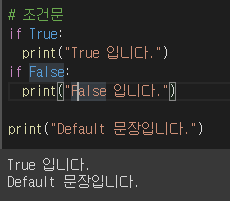 # 조건문
if True:
  print("True 입니다.")
if False:
  print("False 입니다.")
print("Default 문장입니다.")
True 입니다.
Default 문장입니다.